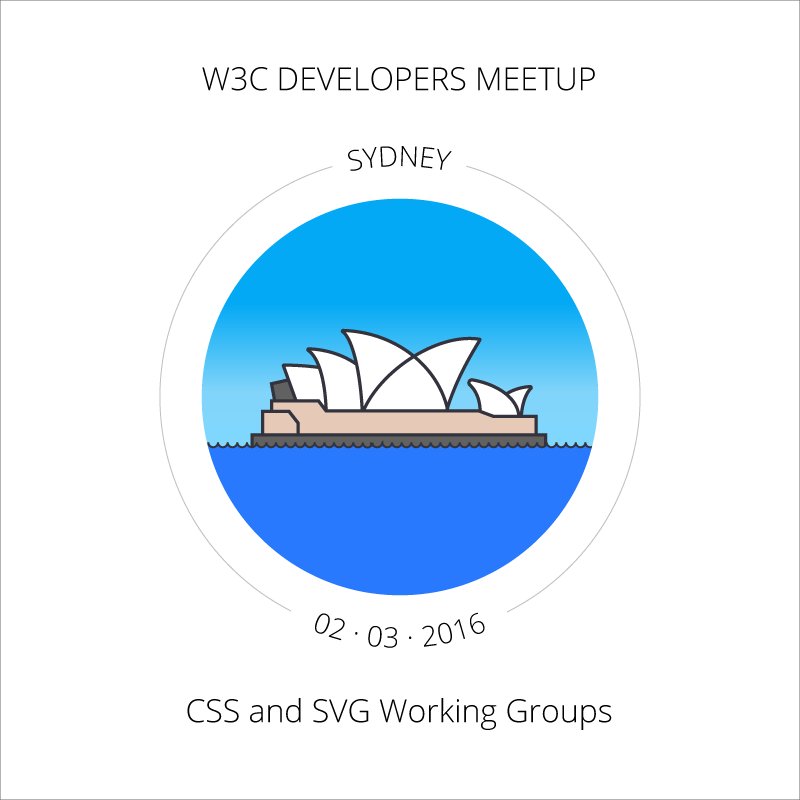 W3C DEVELOPERS MEETUP
SYDNEY
02 · 03 · 2016
CSS and SVG Working Groups